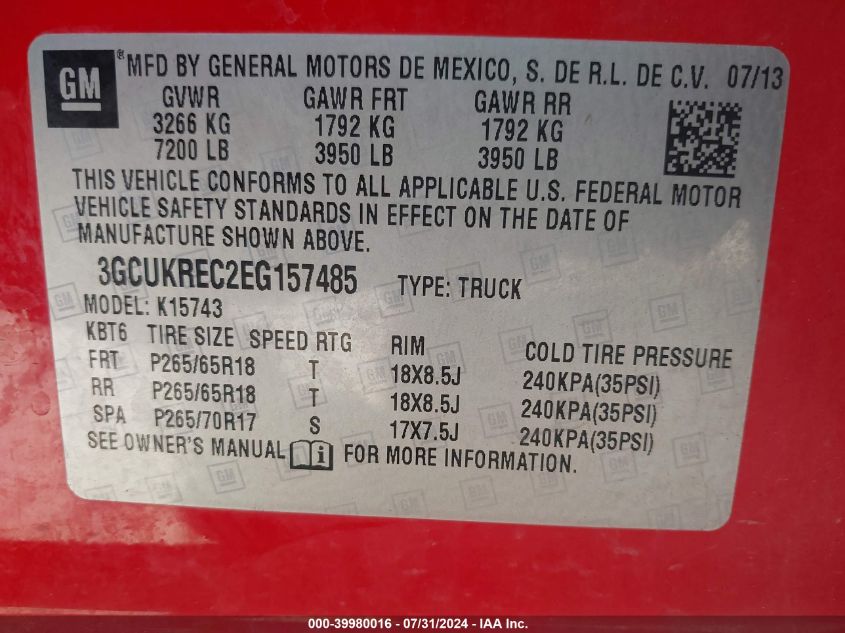 GM ® MFD BY GENERAL MOTORS DE MEXICO, S. DE R.L. DE C.V. 07/13
GVWR GAWR FRT GAWR RR
3266 KG 1792 KG 1792 KG
7200 LB 3950 LB 3950 LB
THIS VEHICLE CONFORMS TO ALL APPLICABLE U.S. FEDERAL MOTOR
VEHICLE SAFETY STANDARDS IN EFFECT ON THE DATE OF
MANUFACTURE SHOWN ABOVE.
3GCUKREC2EG157485 TYPE: TRUCK
MODEL: K15743
KBT6 TIRE SIZE SPEED RTG RIM COLD TIRE PRESSURE
FRT P265/65R18 T 18X8.5J 240KPA(35PSI)
RR P265/65R18 T 18X8.5J 240KPA(35PSI)
SPA P265/70R17 S 17X7.5J 240KPA(35PSI)
SEE OWNER'S MANUAL i FOR MORE INFORMATION.
000-39980016 - 07/31/2024 - IAA Inc.